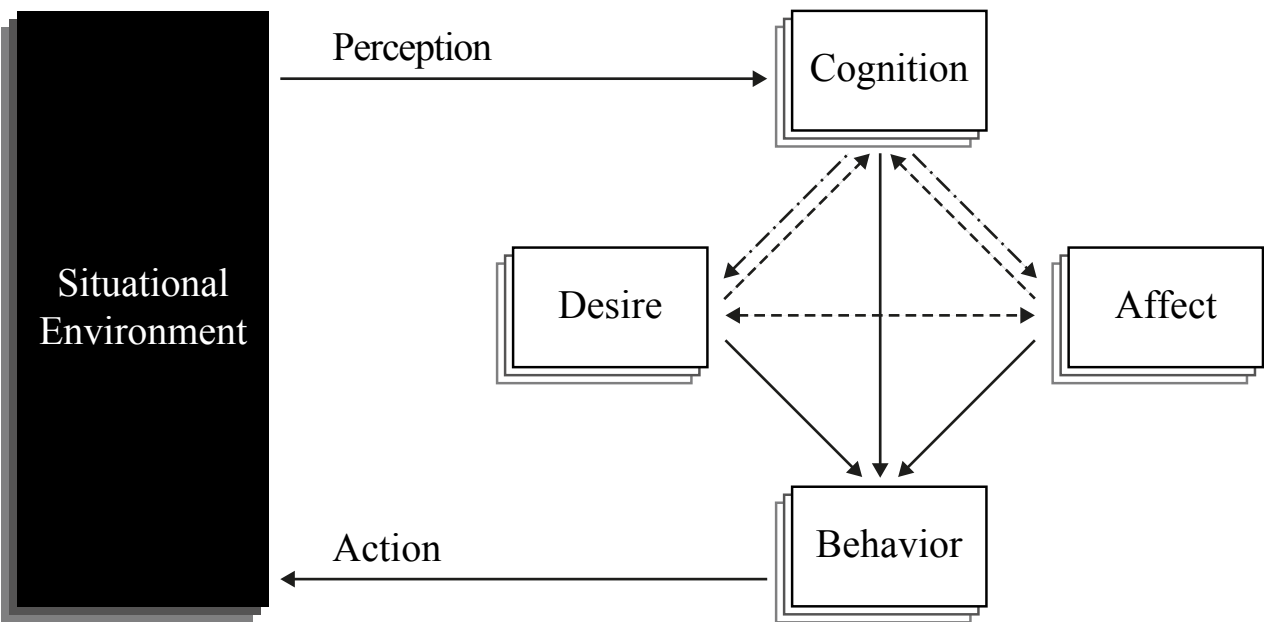 Perception
Cognition
Situational
Environment
Desire
Affect
Action
Behavior